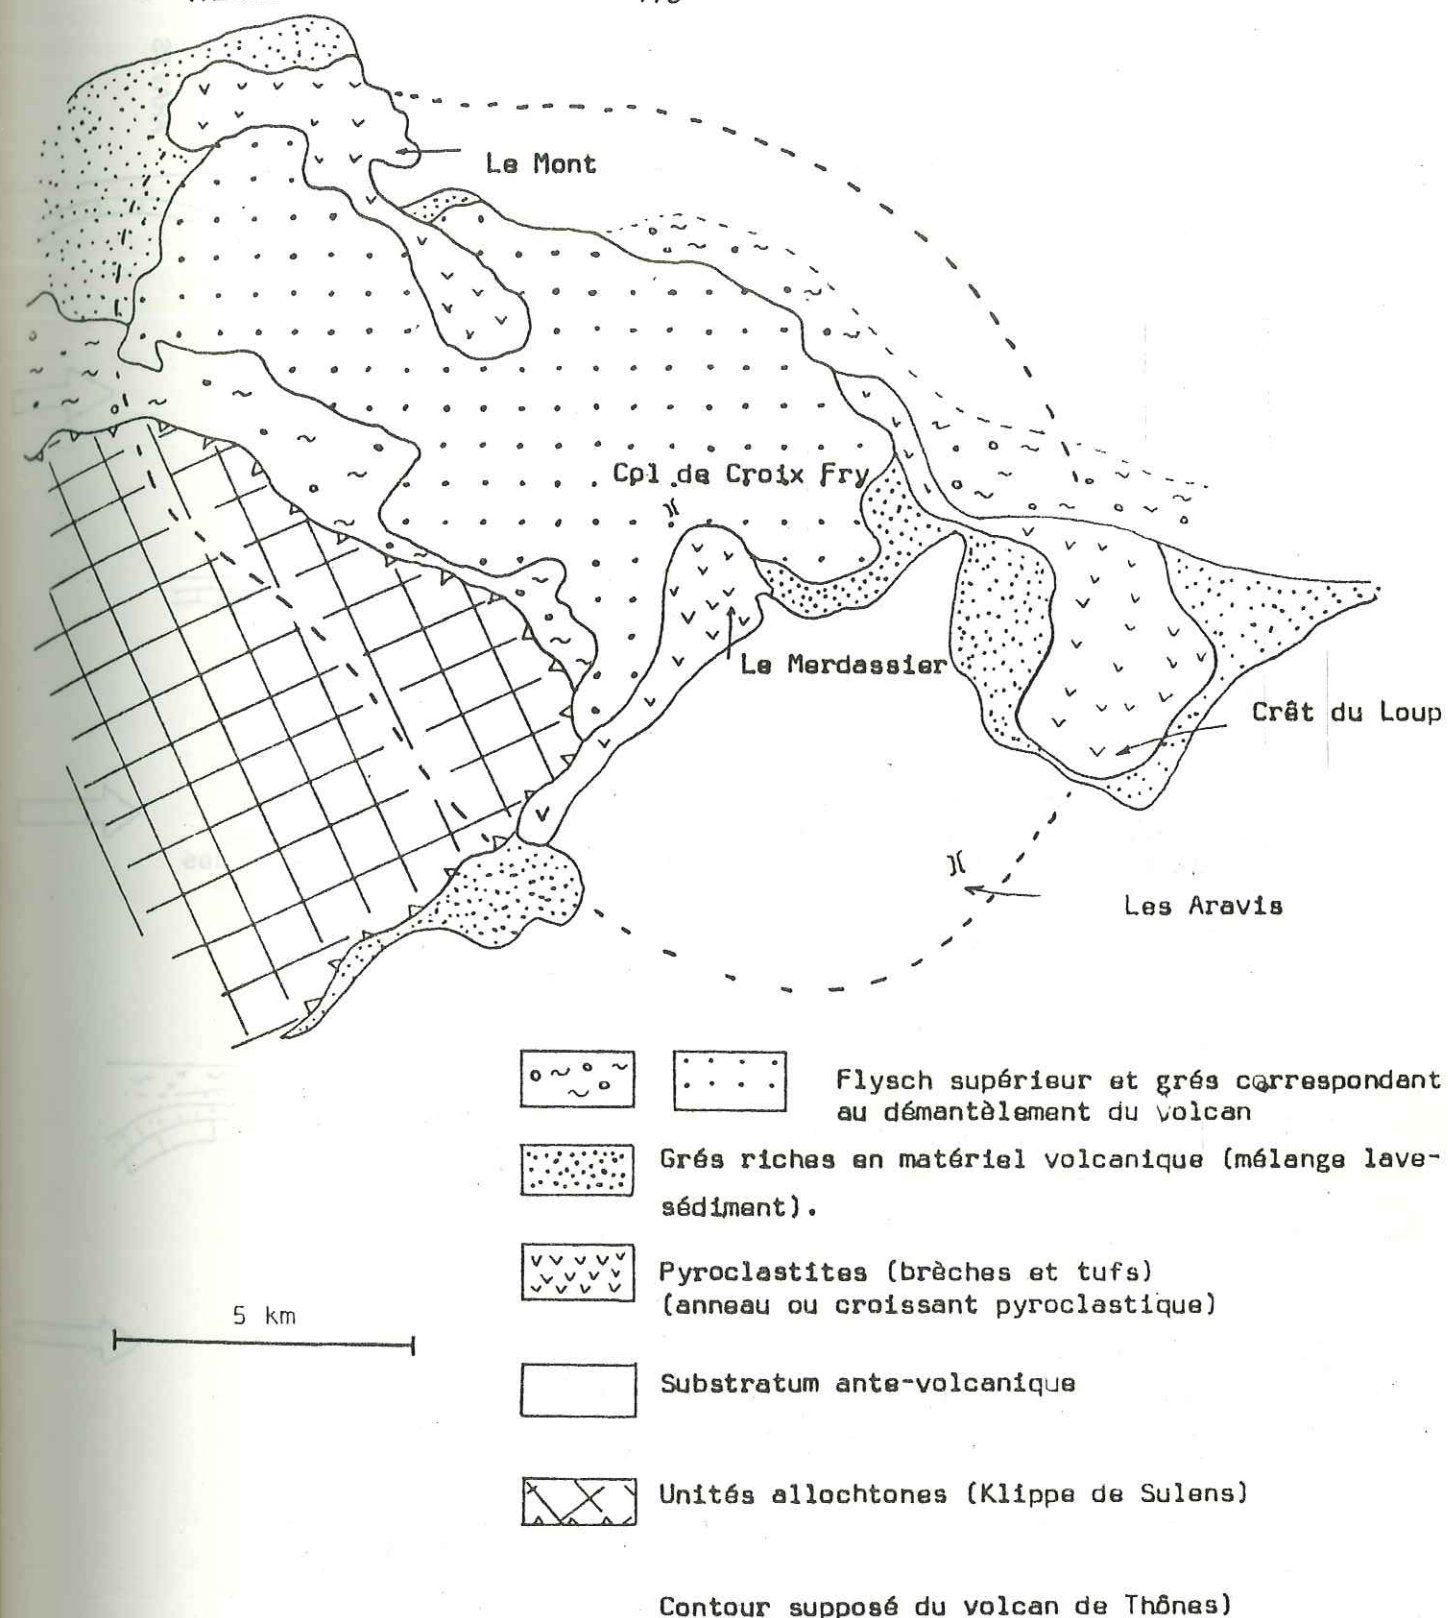 Le Mont
Col de Croix Fry
Le Merdassier
Crêt du Loup
Les Aravis
Flysch supérieur et grés correspondant
au démantèlement du volcan
Grés riches en matériel volcanique (mélange lave-
sédiment).
Pyroclastites (brèches et tufs)
(anneau ou croissant pyroclastique)
5 km
Substratum ante-volcanique
Unités allochtones (Klippe de Sulens)
Contour supposé du volcan de Thônes)